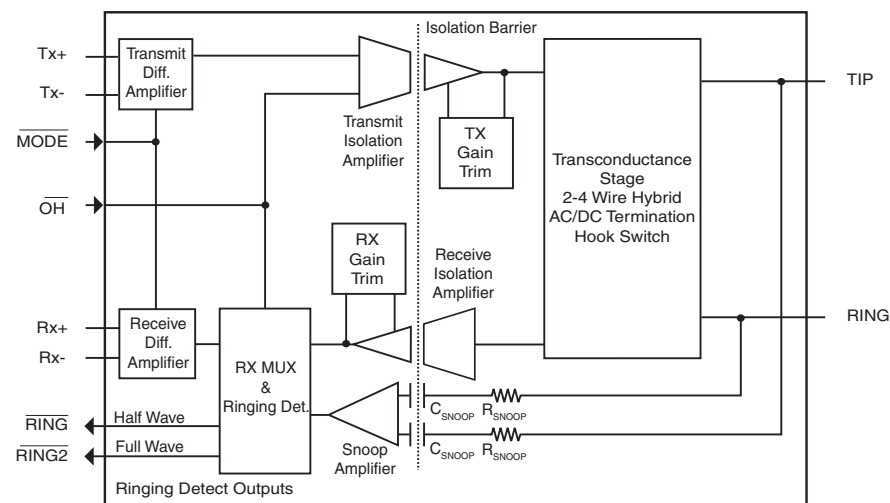 Isolation Barrier
Tx+
Tx-
Transmit
Diff.
Amplifier
MODE
OH
Transmit
Isolation
Amplifier
TX
Gain
Trim
Transconductance
Stage
2-4 Wire Hybrid
AC/DC Termination
Hook Switch
TIP
RING
RX
Gain
Trim
Receive
Isolation
Amplifier
Rx+
Rx-
Receive
Diff.
Amplifier
RX MUX
&
Ringing Det.
CSNOOP RSNOOP
CSNOOP RSNOOP
Snoop
Amplifier
RING
Half Wave
RING2
Full Wave
Ringing Detect Outputs